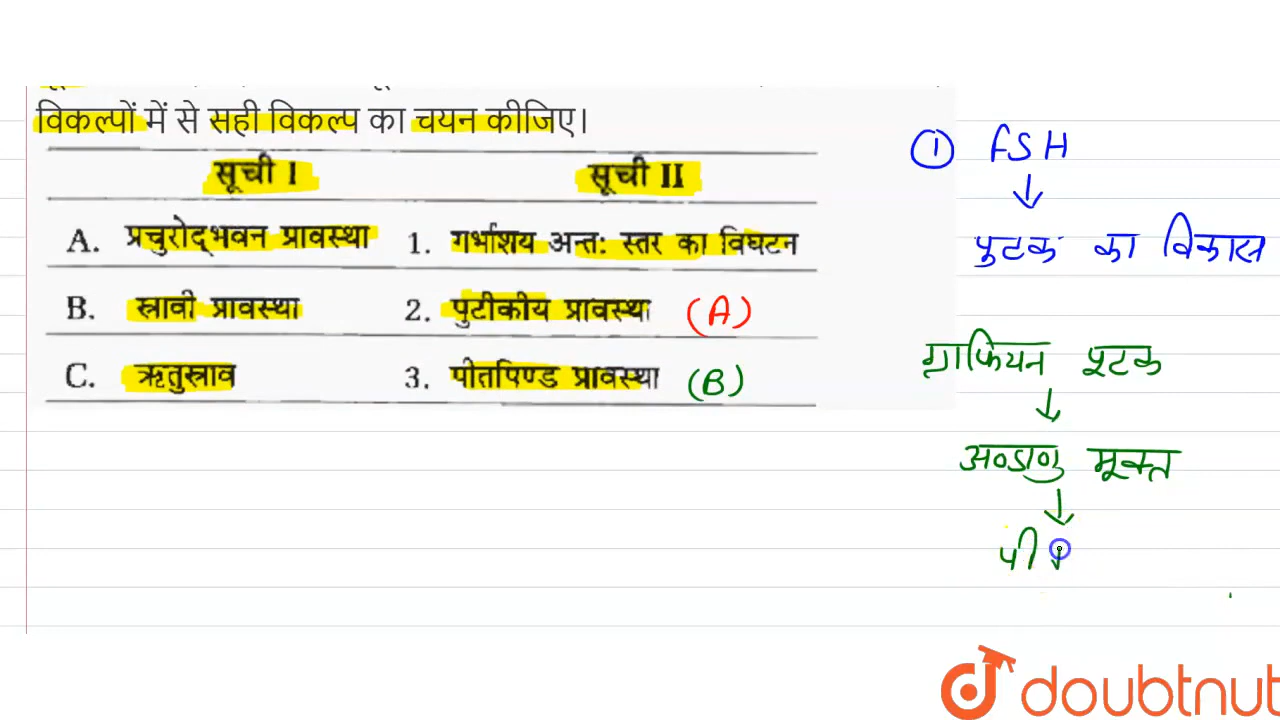 विकल्पों में से सही विकल्प का चयन कीजिए।
सूची I सूची II
A. प्रचुरोद्भवन प्रावस्था 1. गर्भाशय अन्तः स्तर का विघटन
B. स्त्रावी प्रावस्था 2. पुटीकीय प्रावस्था (A)
C. ऋतुस्त्राव 3. पीतपिण्ड प्रावस्था (B)
1 FSH
↓
पुटक का विकास
ग्राफियन पुटक
↓
अण्डाणु मुक्त
↓
पी
doubtnut